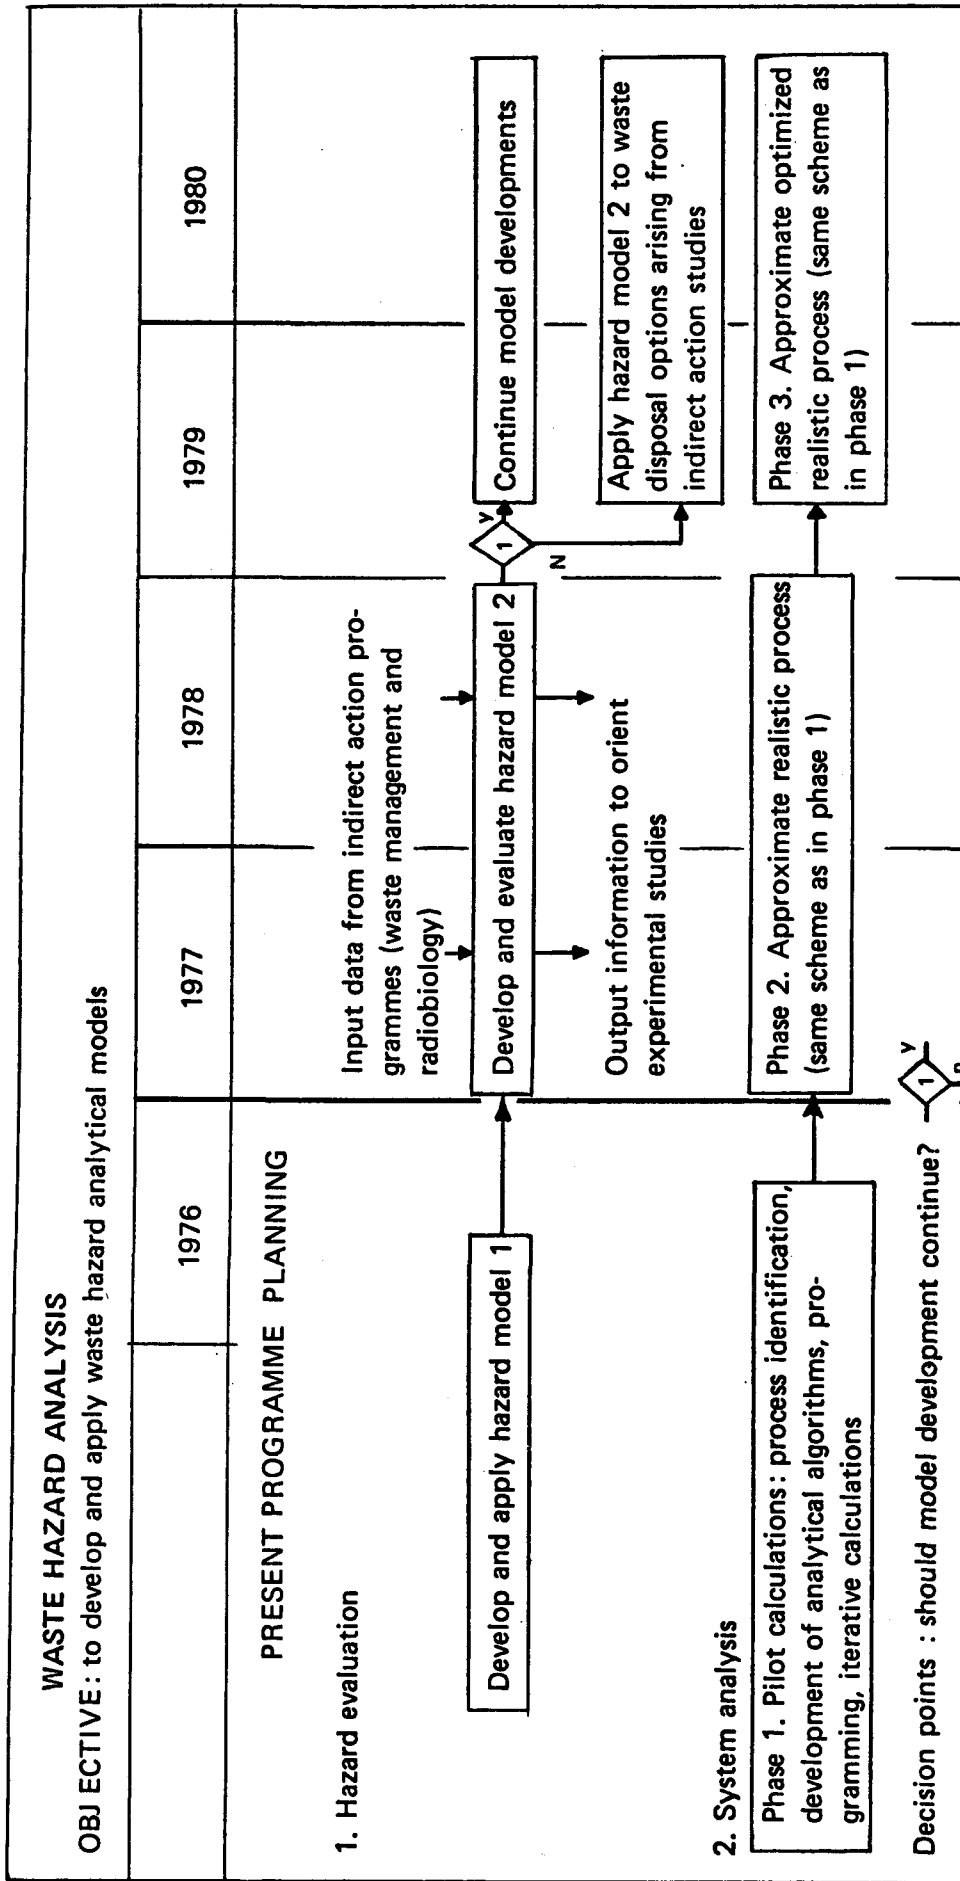 WASTE HAZARD ANALYSIS
OBJECTIVE: to develop and apply waste hazard analytical models
1976
1977
1978
1979
1980
PRESENT PROGRAMME PLANNING
1. Hazard evaluation
Input data from indirect action pro-
grammes (waste management and
radiobiology)
Develop and apply hazard model 1
Develop and evaluate hazard model 2
1
y
N
Continue model developments
Output information to orient
experimental studies
Apply hazard model 2 to waste
disposal options arising from
indirect action studies
2. System analysis
Phase 1. Pilot calculations: process identification,
development of analytical algorithms, pro-
gramming, iterative calculations
Phase 2. Approximate realistic process
(same scheme as in phase 1)
Phase 3. Approximate optimized
realistic process (same scheme as
in phase 1)
Decision points : should model development continue?
1
y